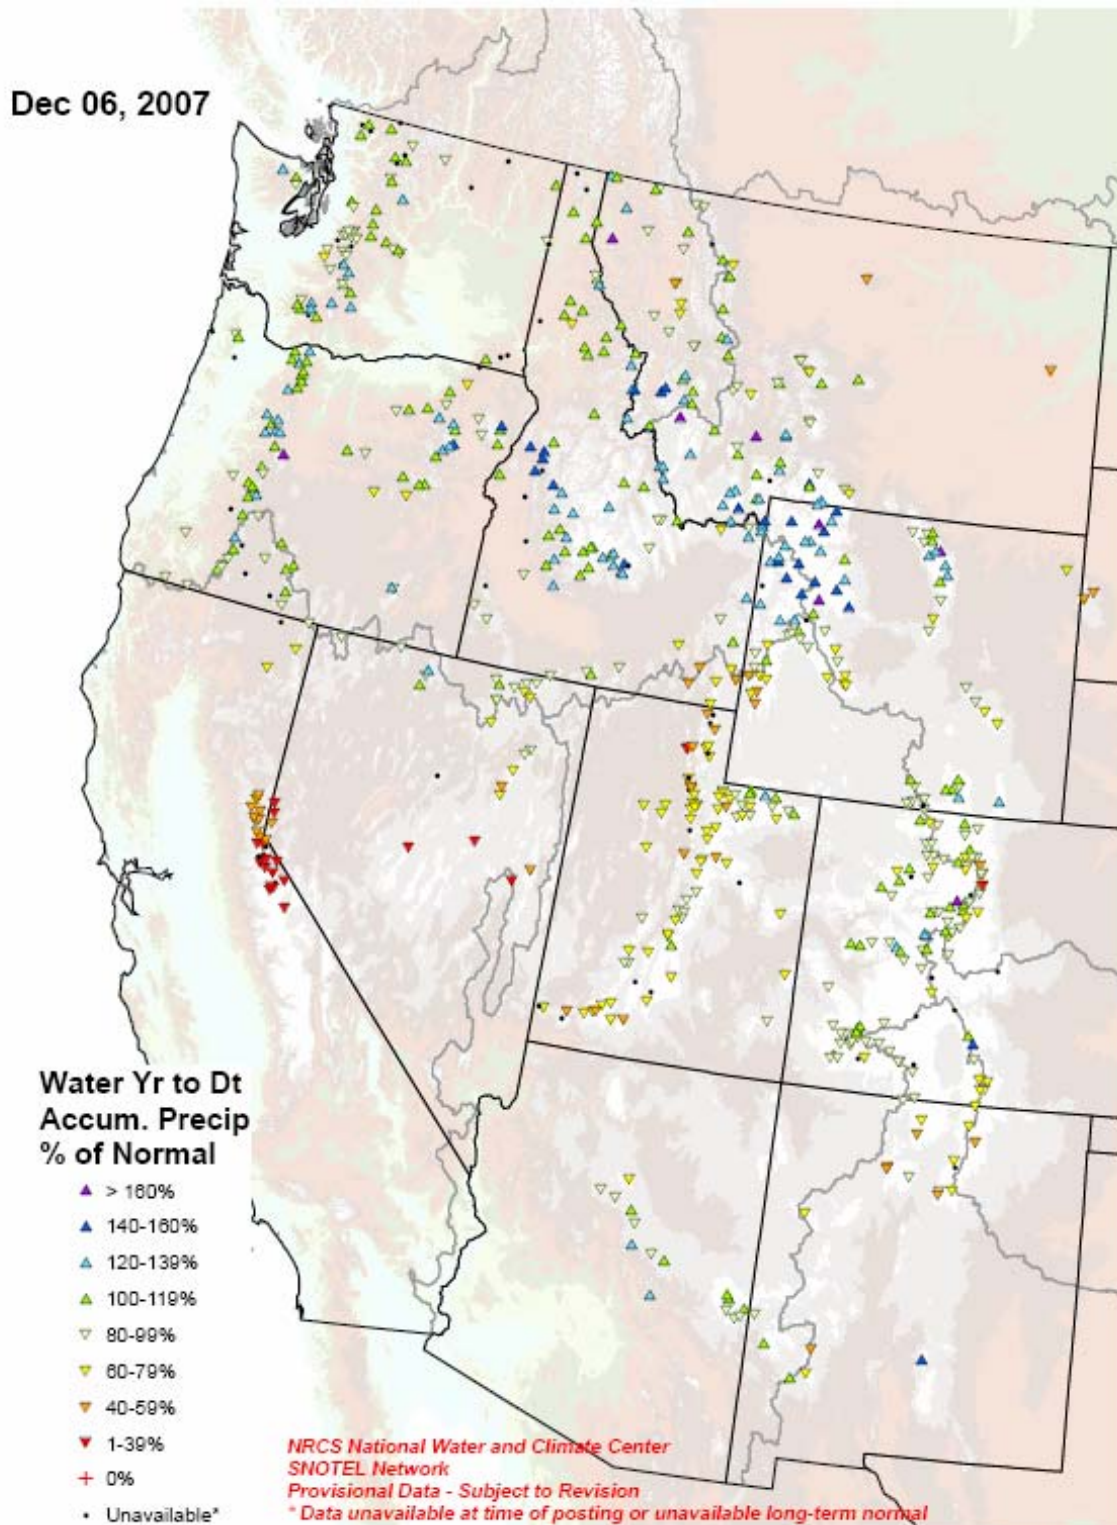 Dec 06, 2007
Water Yr to Dt
Accum. Precip
% of Normal
> 160%
140-160%
120-139%
100-119%
80-99%
60-79%
40-59%
1-39%
0%
Unavailable*
NRCS National Water and Climate Center
SNOTEL Network
Provisional Data - Subject to Revision
* Data unavailable at time of posting or unavailable long-term normal